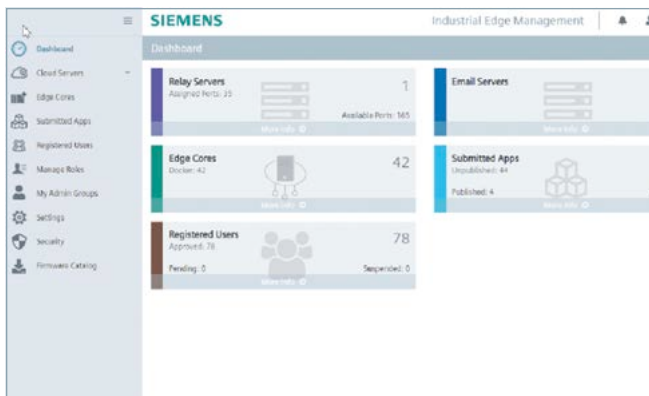 SIEMENS
Industrial Edge Management
Dashboard
Dashboard
Cloud Servers
Edge Cores
Submitted Apps
Registered Users
Manage Roles
My Admin Groups
Settings
Security
Firmware Catalog
Relay Servers
1
Assigned Ports: 35
Available Ports: 165
More Info
Email Servers
More Info
Edge Cores
42
Docker: 42
More Info
Submitted Apps
Unpublished: 44
Published: 4
More Info
Registered Users
78
Approved: 78
Pending: 0
Suspended: 0
More Info